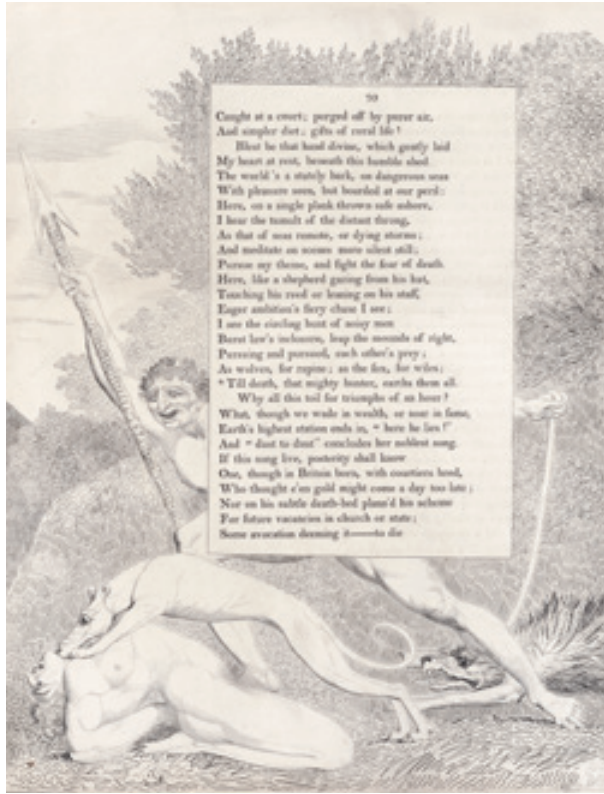 70
Caught at a court; purged off by purer air,
And simpler diet; gifts of rural life!
Blest be that hand divine, which gently laid
My heart at rest, beneath this humble shed.
The world's a stately bark, on dangerous seas
With pleasure seen, but boarded at our peril:
Here, on a single plank thrown safe ashore,
I hear the tumult of the distant throng,
As that of seas remote, or dying storms;
And meditate on scenes more silent still;
Pursue my theme, and fight the fear of death.
Here, like a shepherd gazing from his hut,
Touching his reed or leaning on his staff,
Eager ambition's fiery chase I see;
I see the circling hunt of noisy men
Burst law's inclosure, leap the mounds of right,
Pursuing and pursued, each other's prey;
As wolves, for rapine; as the fox, for wiles;
* Till death, that mighty hunter, earths them all.
Why all this toil for triumphs of an hour?
What, though we wade in wealth, or soar in fame,
Earth's highest station ends in, " here he lies!"
And " dust to dust" concludes her noblest song.
If this song live, posterity shall know
One, though in Britain born, with courtiers bred,
Who thought e'en gold might come a day too late;
Nor on his subtle death-bed plann'd his scheme
For future vacancies in church or state;
Some avocation deeming it——to die